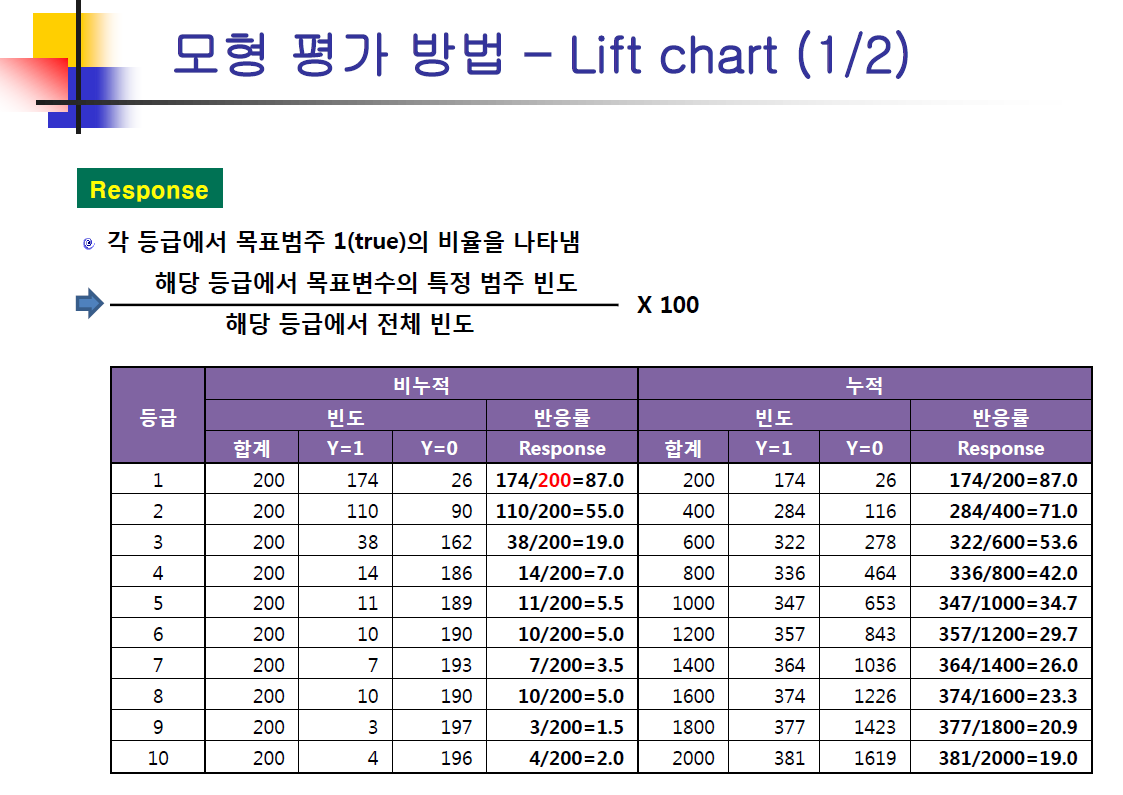 모형 평가 방법 – Lift chart (1/2)
Response
각 등급에서 목표범주 1(true)의 비율을 나타냄
해당 등급에서 목표변수의 특정 범주 빈도
해당 등급에서 전체 빈도
X 100
등급 비누적 누적
빈도 반응률 빈도 반응률
합계 Y=1 Y=0 Response 합계 Y=1 Y=0 Response
1 200 174 26 174/200=87.0 200 174 26 174/200=87.0
2 200 110 90 110/200=55.0 400 284 116 284/400=71.0
3 200 38 162 38/200=19.0 600 322 278 322/600=53.6
4 200 14 186 14/200=7.0 800 336 464 336/800=42.0
5 200 11 189 11/200=5.5 1000 347 653 347/1000=34.7
6 200 10 190 10/200=5.0 1200 357 843 357/1200=29.7
7 200 7 193 7/200=3.5 1400 364 1036 364/1400=26.0
8 200 10 190 10/200=5.0 1600 374 1226 374/1600=23.3
9 200 3 197 3/200=1.5 1800 377 1423 377/1800=20.9
10 200 4 196 4/200=2.0 2000 381 1619 381/2000=19.0